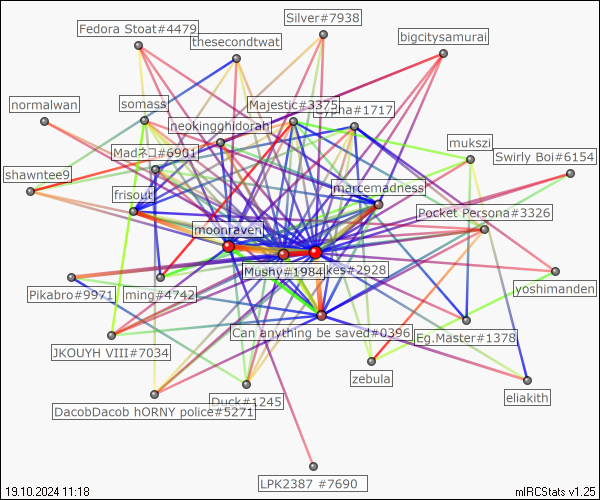 Silver#7938
Fedora Stoat#4479
bigcitysamurai
thesecondtwat
normalwan
somass
Majestic#3375
#1717
neokingghidorah
mukszi
Madネコ#6901
Swirly Boi#6154
shawntee9
marcemadness
frisout
Pocket Persona#3326
moonraven
Mushy#1984
kes#2928
Pikabro#9971
ming#4742
yoshimanden
Can anything be saved#0396
Eg.Master#1378
JKOUYH VIII#7034
zebula
eliakith
Duck#1245
DacobDacob hORNY police#5271
LPK2387 #7690
19.10.2024 11:18
mIRCStats v1.25